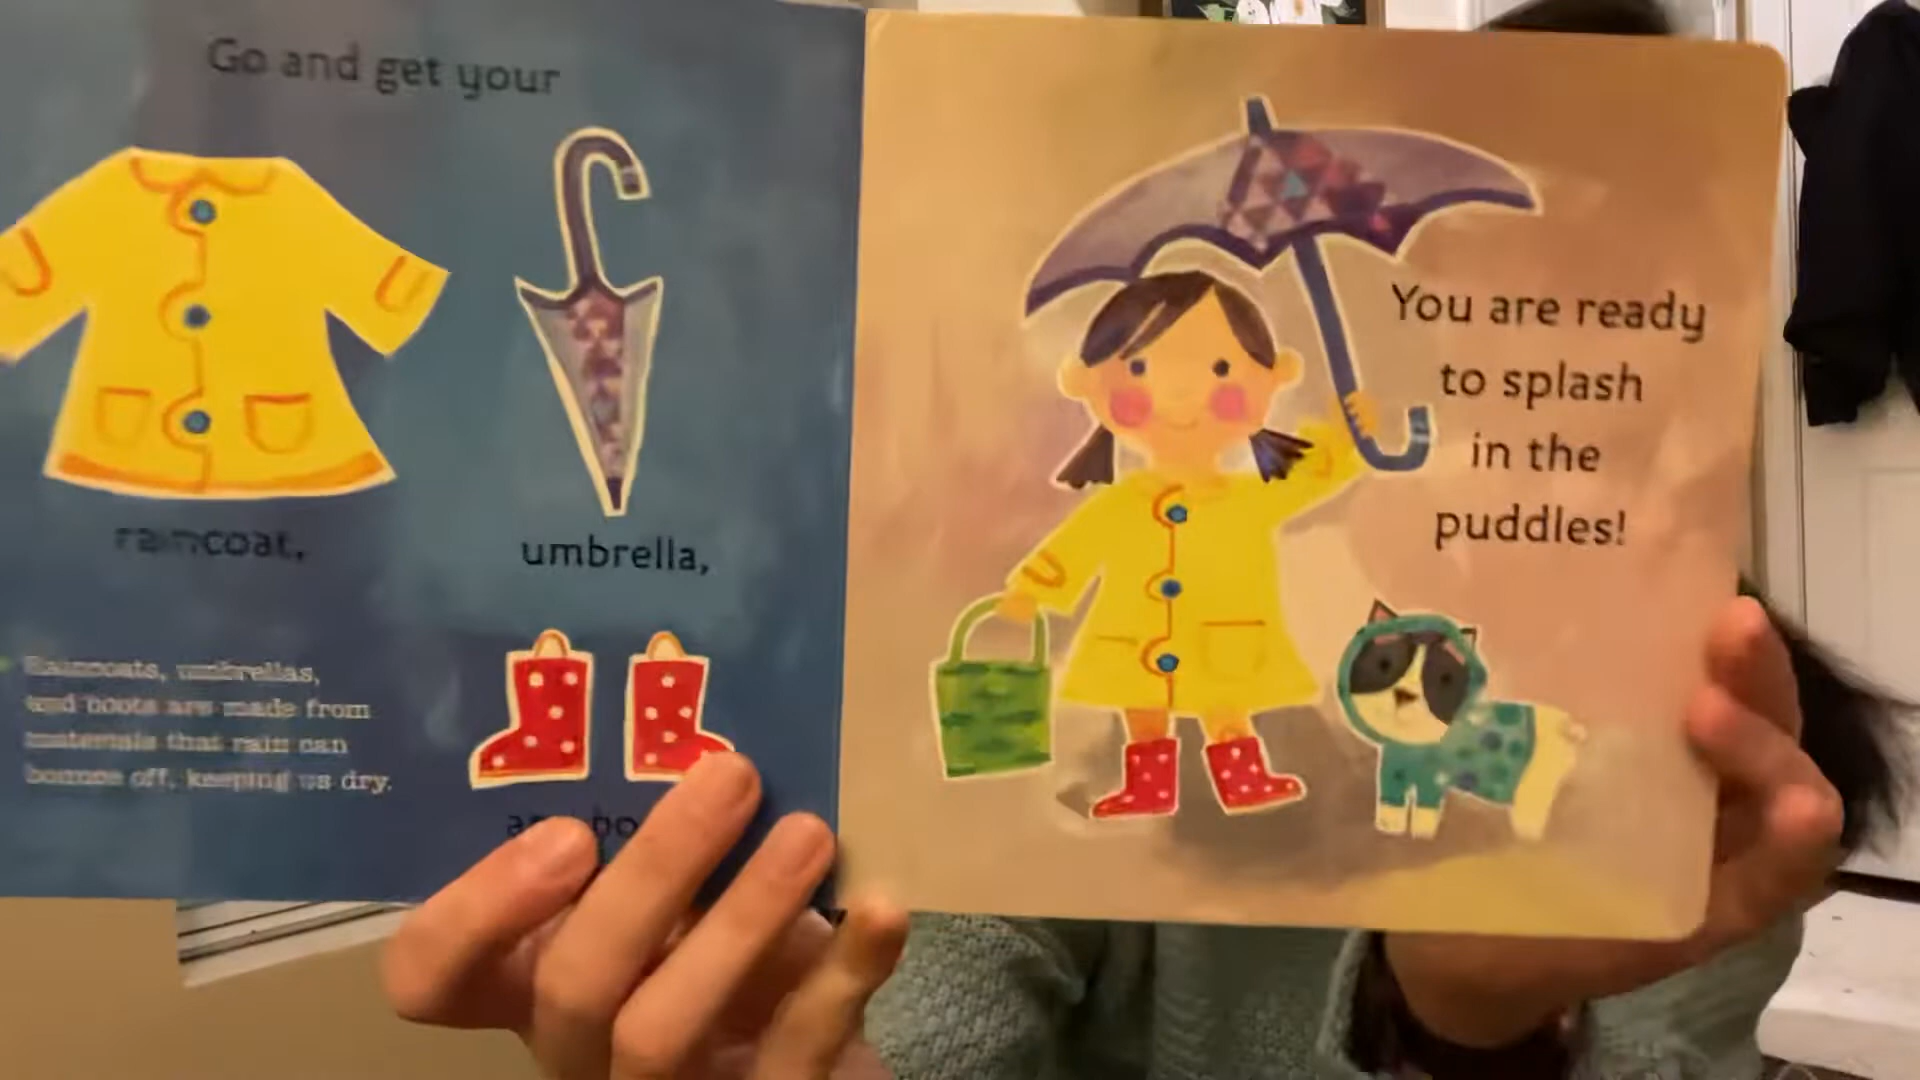 Go and get your
raincoat,
umbrella,
Raincoats, umbrellas,
and boots are made from
materials that rain can
bounce off, keeping us dry.
You are ready
to splash
in the
puddles!